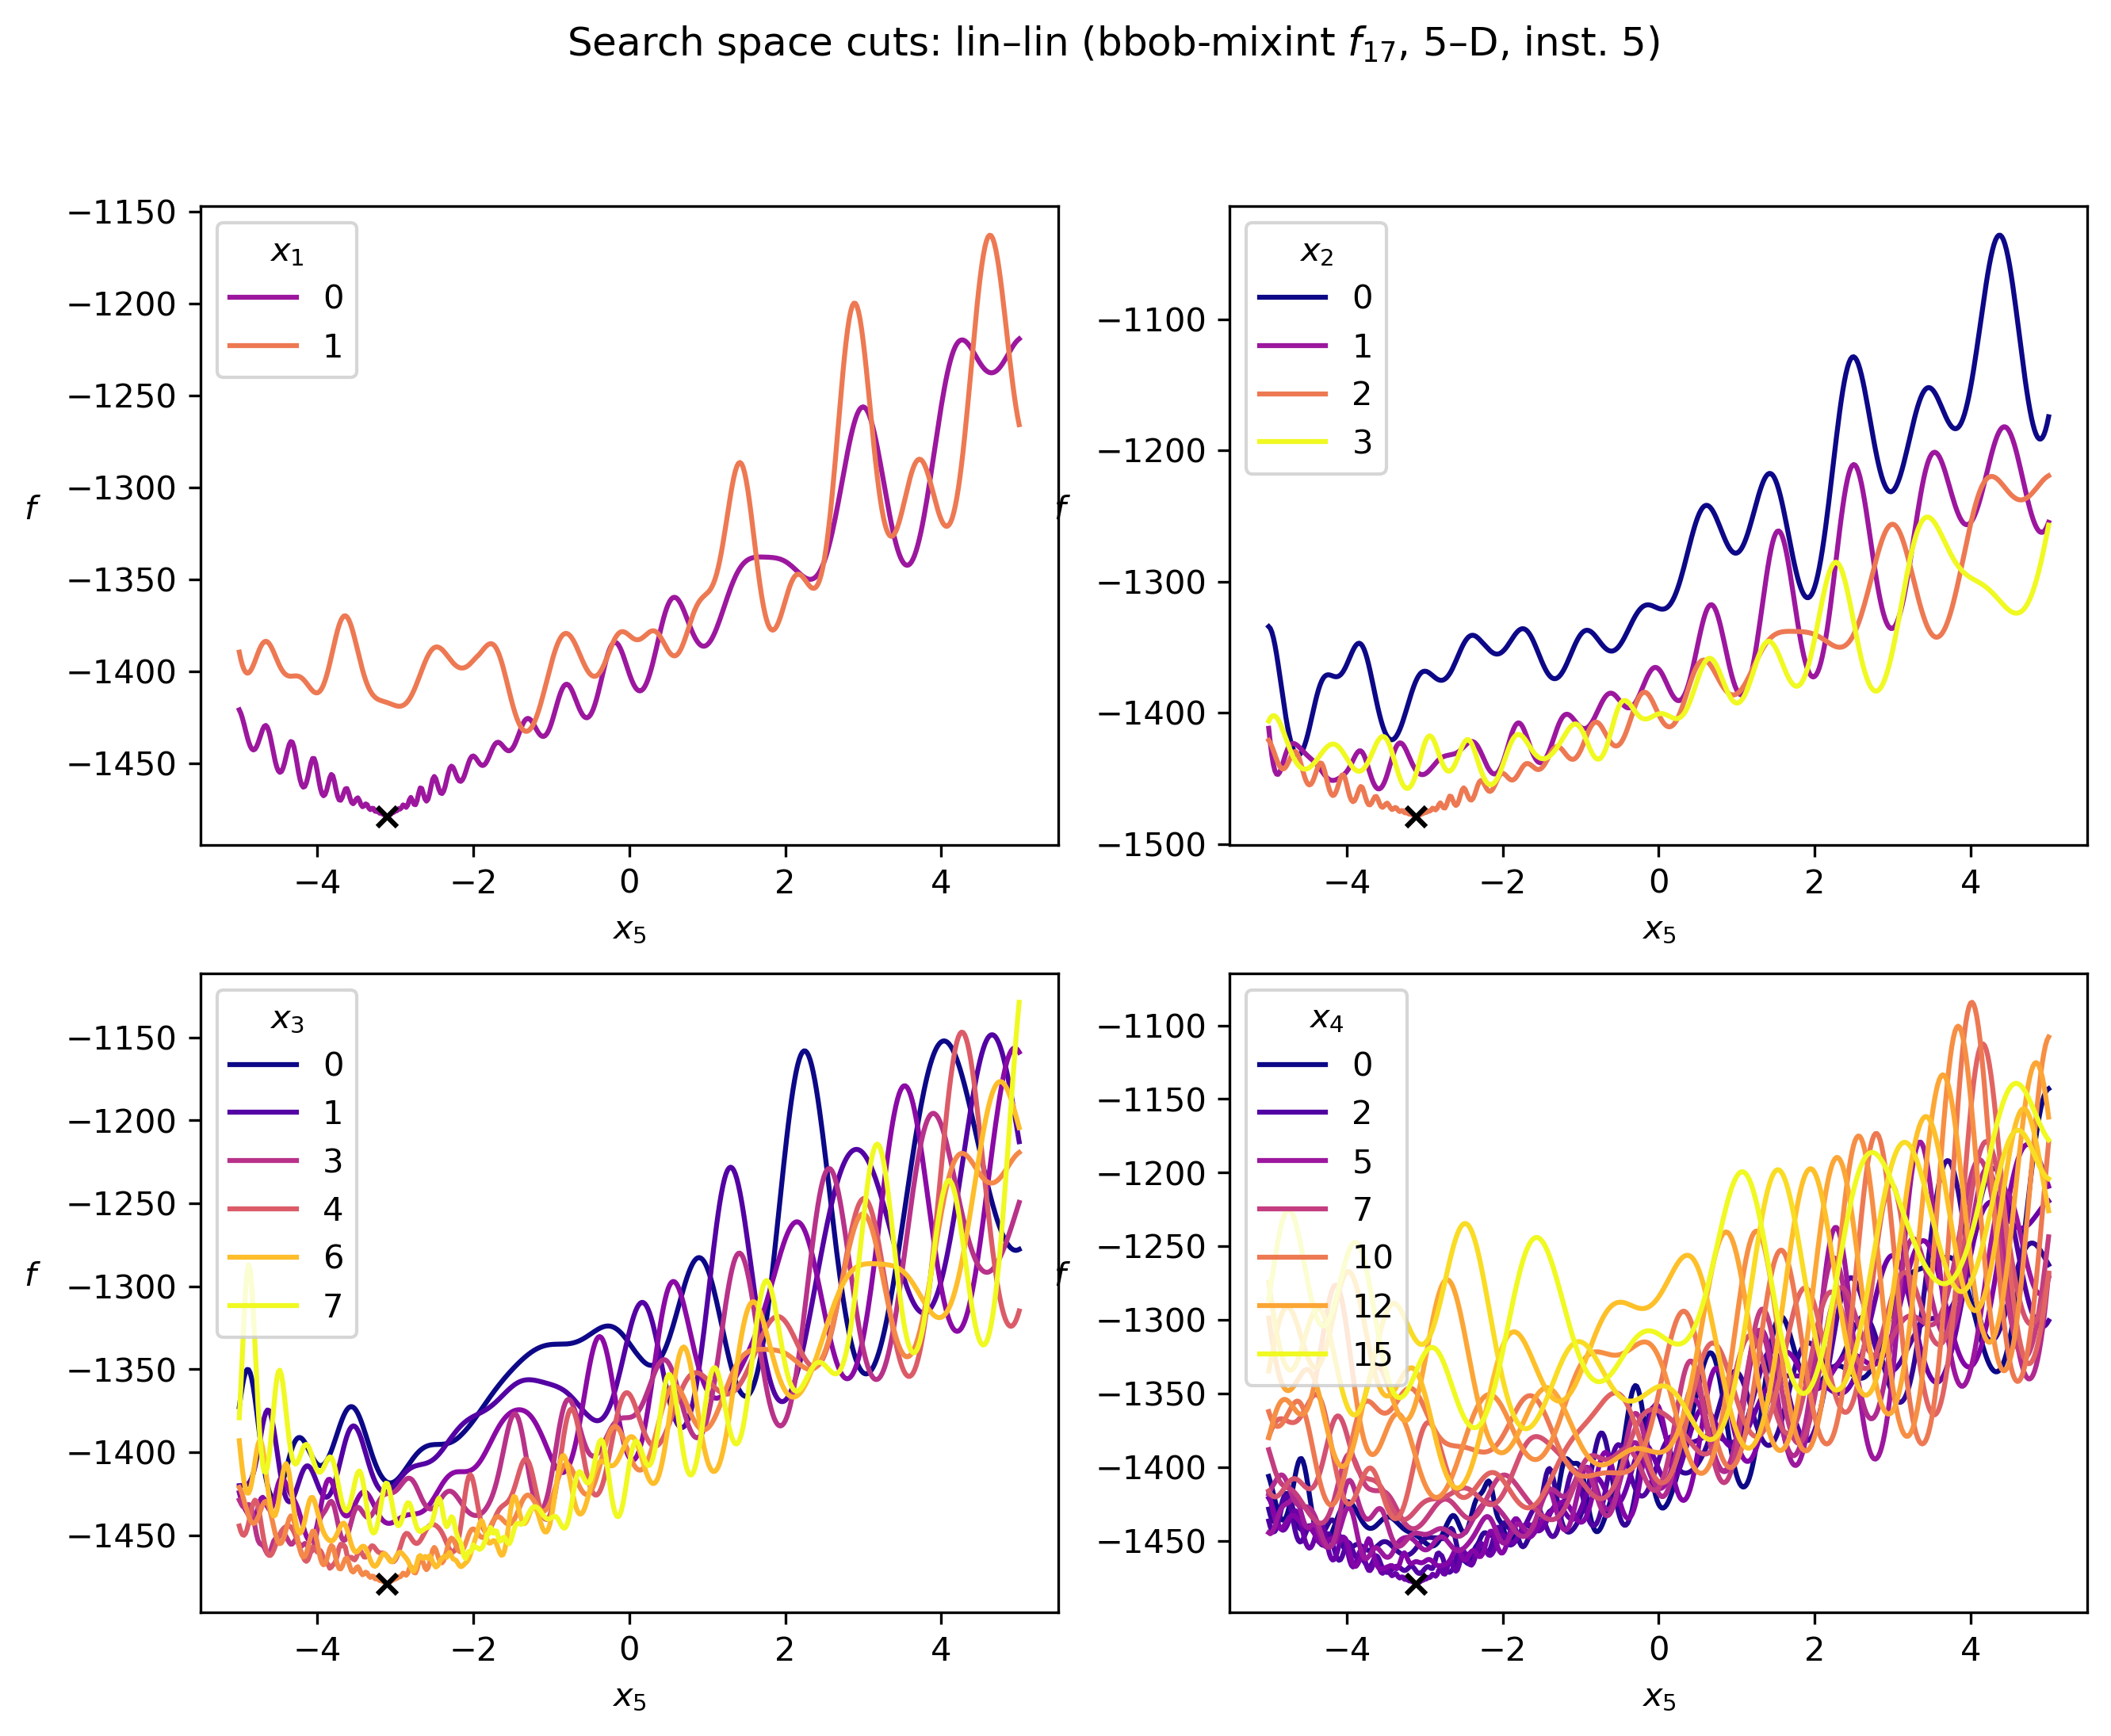 Search space cuts: lin–lin (bbob-mixint f₁₇, 5–D, inst. 5)
−1150
−1200
−1250
−1300
−1350
−1400
−1450
f
x₁
0
1
−4 −2 0 2 4
x₅
−1100
−1200
−1300
−1400
−1500
f
x₂
0
1
2
3
−4 −2 0 2 4
x₅
−1150
−1200
−1250
−1300
−1350
−1400
−1450
f
x₃
0
1
3
4
6
7
−4 −2 0 2 4
x₅
−1100
−1150
−1200
−1250
−1300
−1350
−1400
−1450
f
x₄
0
2
5
7
10
12
15
−4 −2 0 2 4
x₅